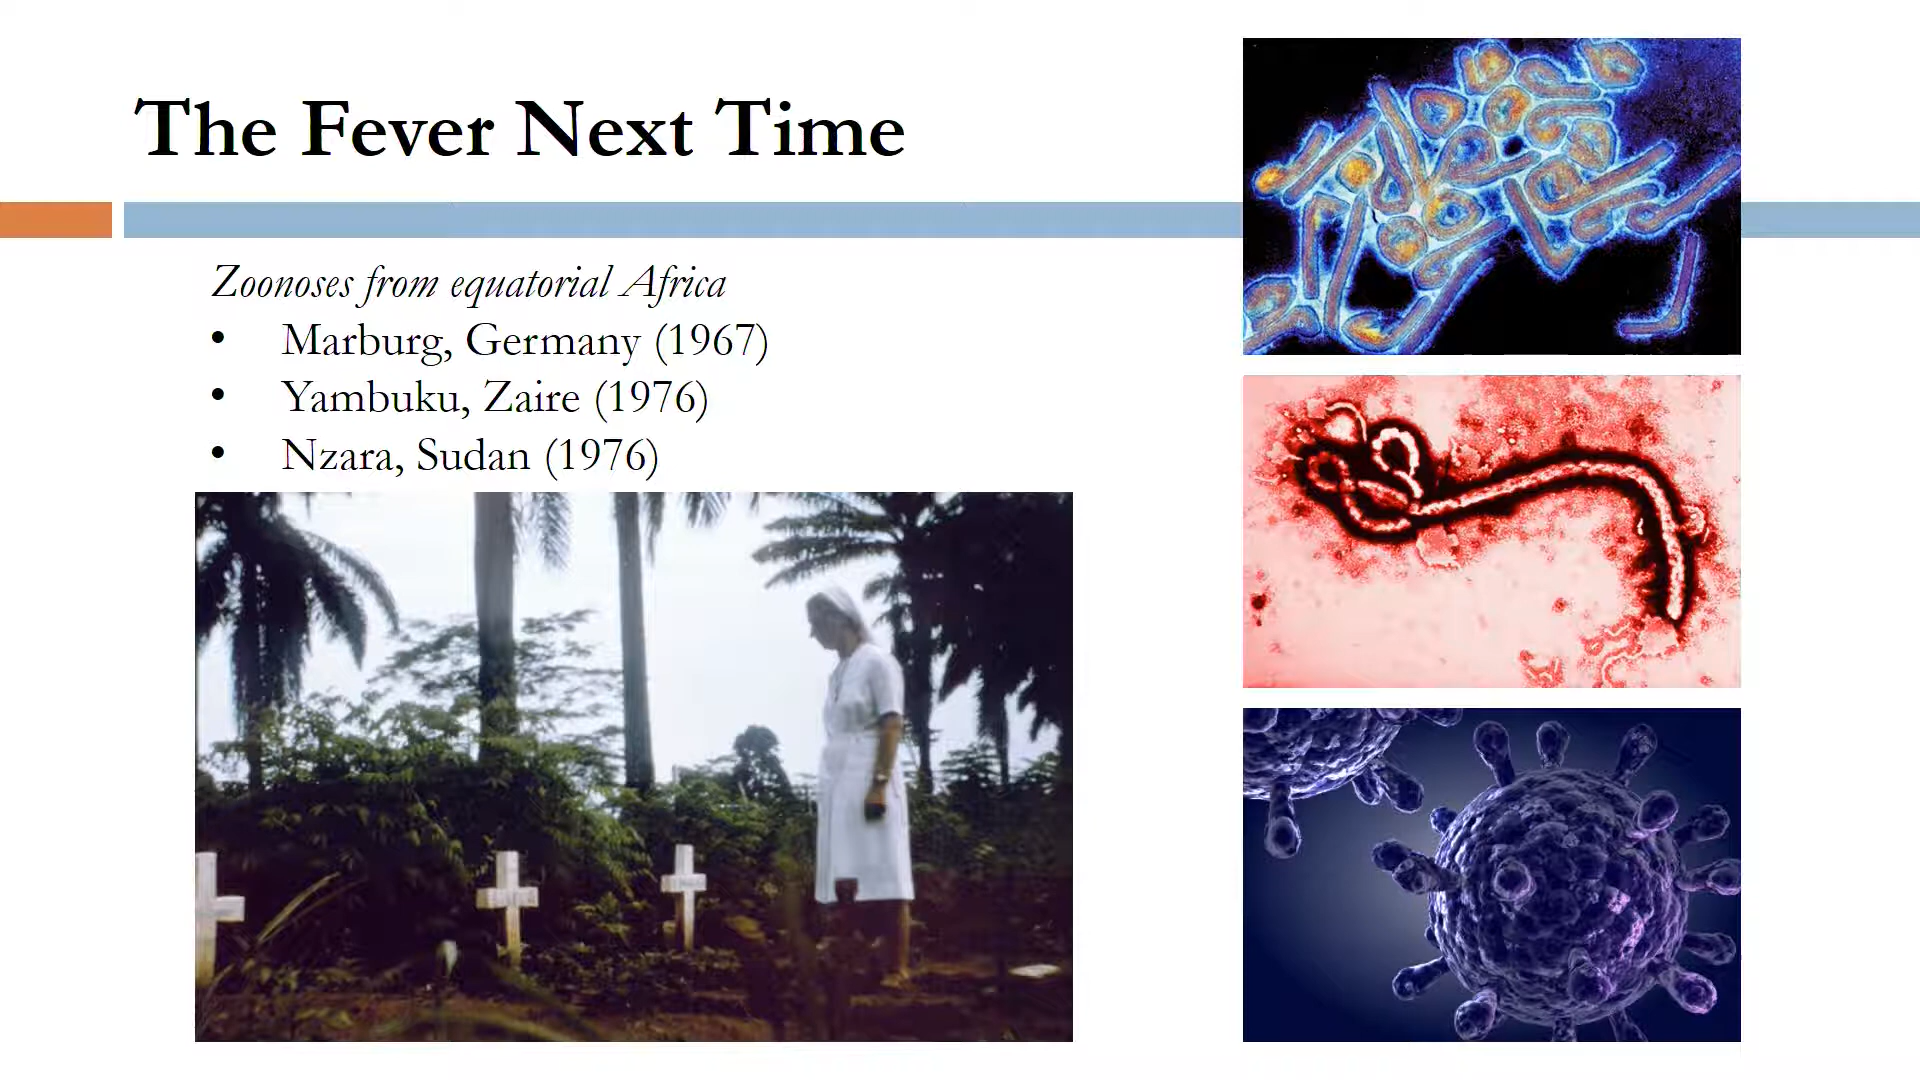 The Fever Next Time
Zoonoses from equatorial Africa
• Marburg, Germany (1967)
• Yambuku, Zaire (1976)
• Nzara, Sudan (1976)